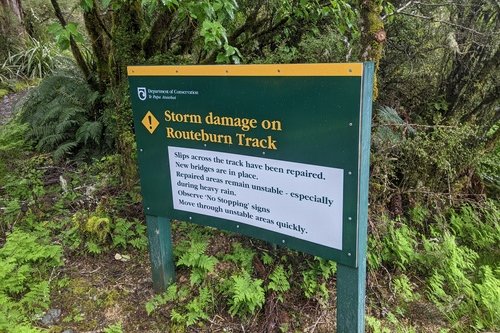 Department of Conservation
Te Papa Atawhai
!
Storm damage on
Routeburn Track
Slips across the track have been repaired.
New bridges are in place.
Repaired areas remain unstable - especially
during heavy rain.
Observe 'No Stopping' signs
Move through unstable areas quickly.